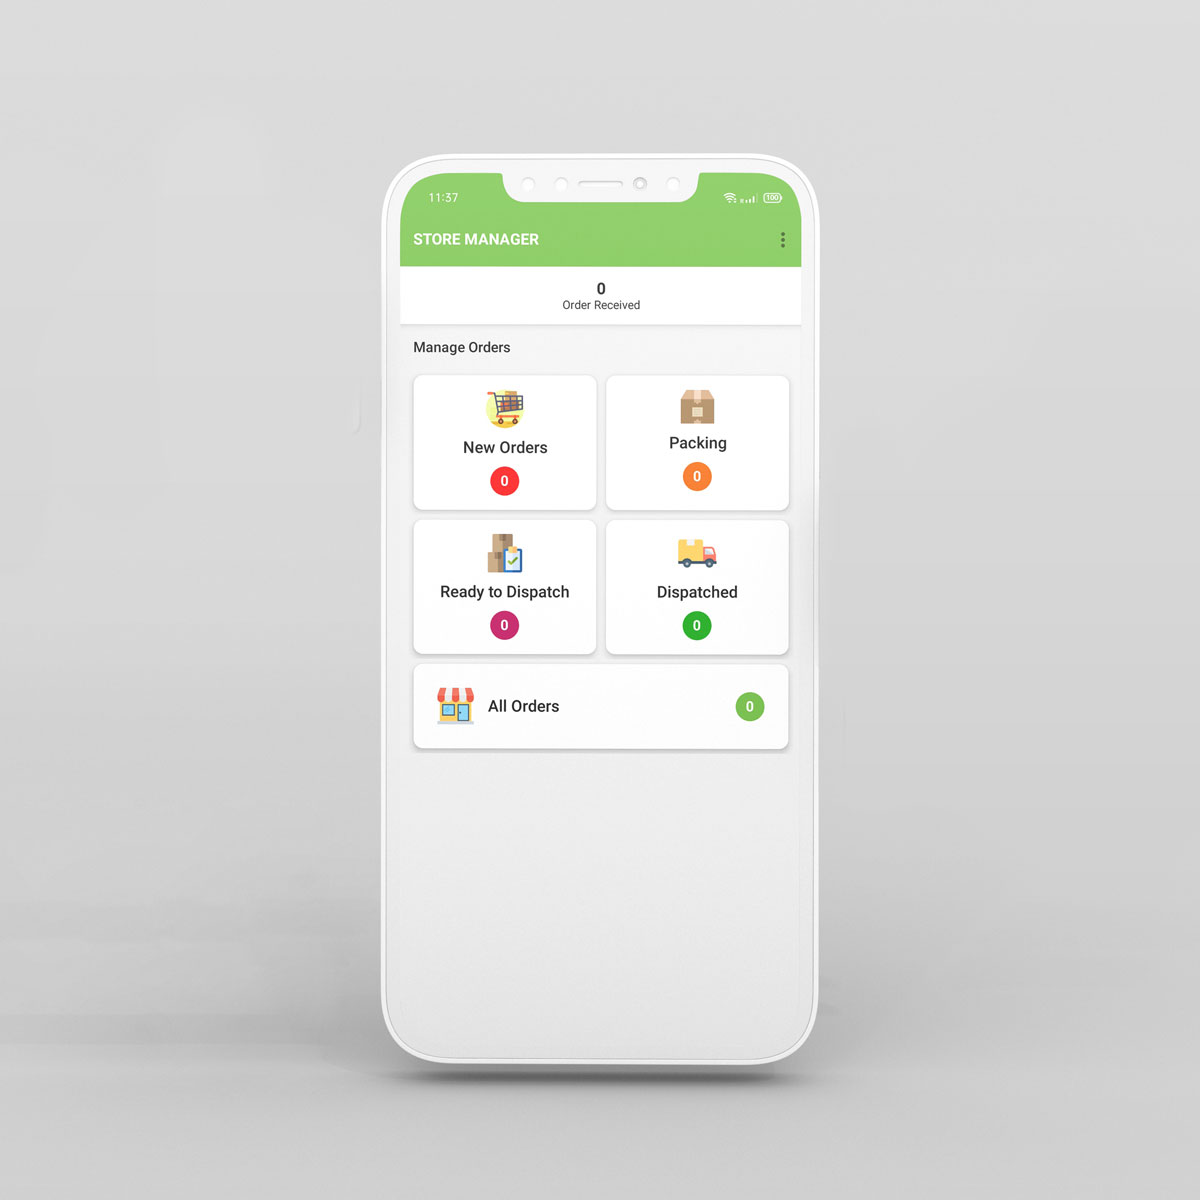 11:37
100
STORE MANAGER
0
Order Received
Manage Orders
New Orders
0
Packing
0
Ready to Dispatch
0
Dispatched
0
All Orders
0